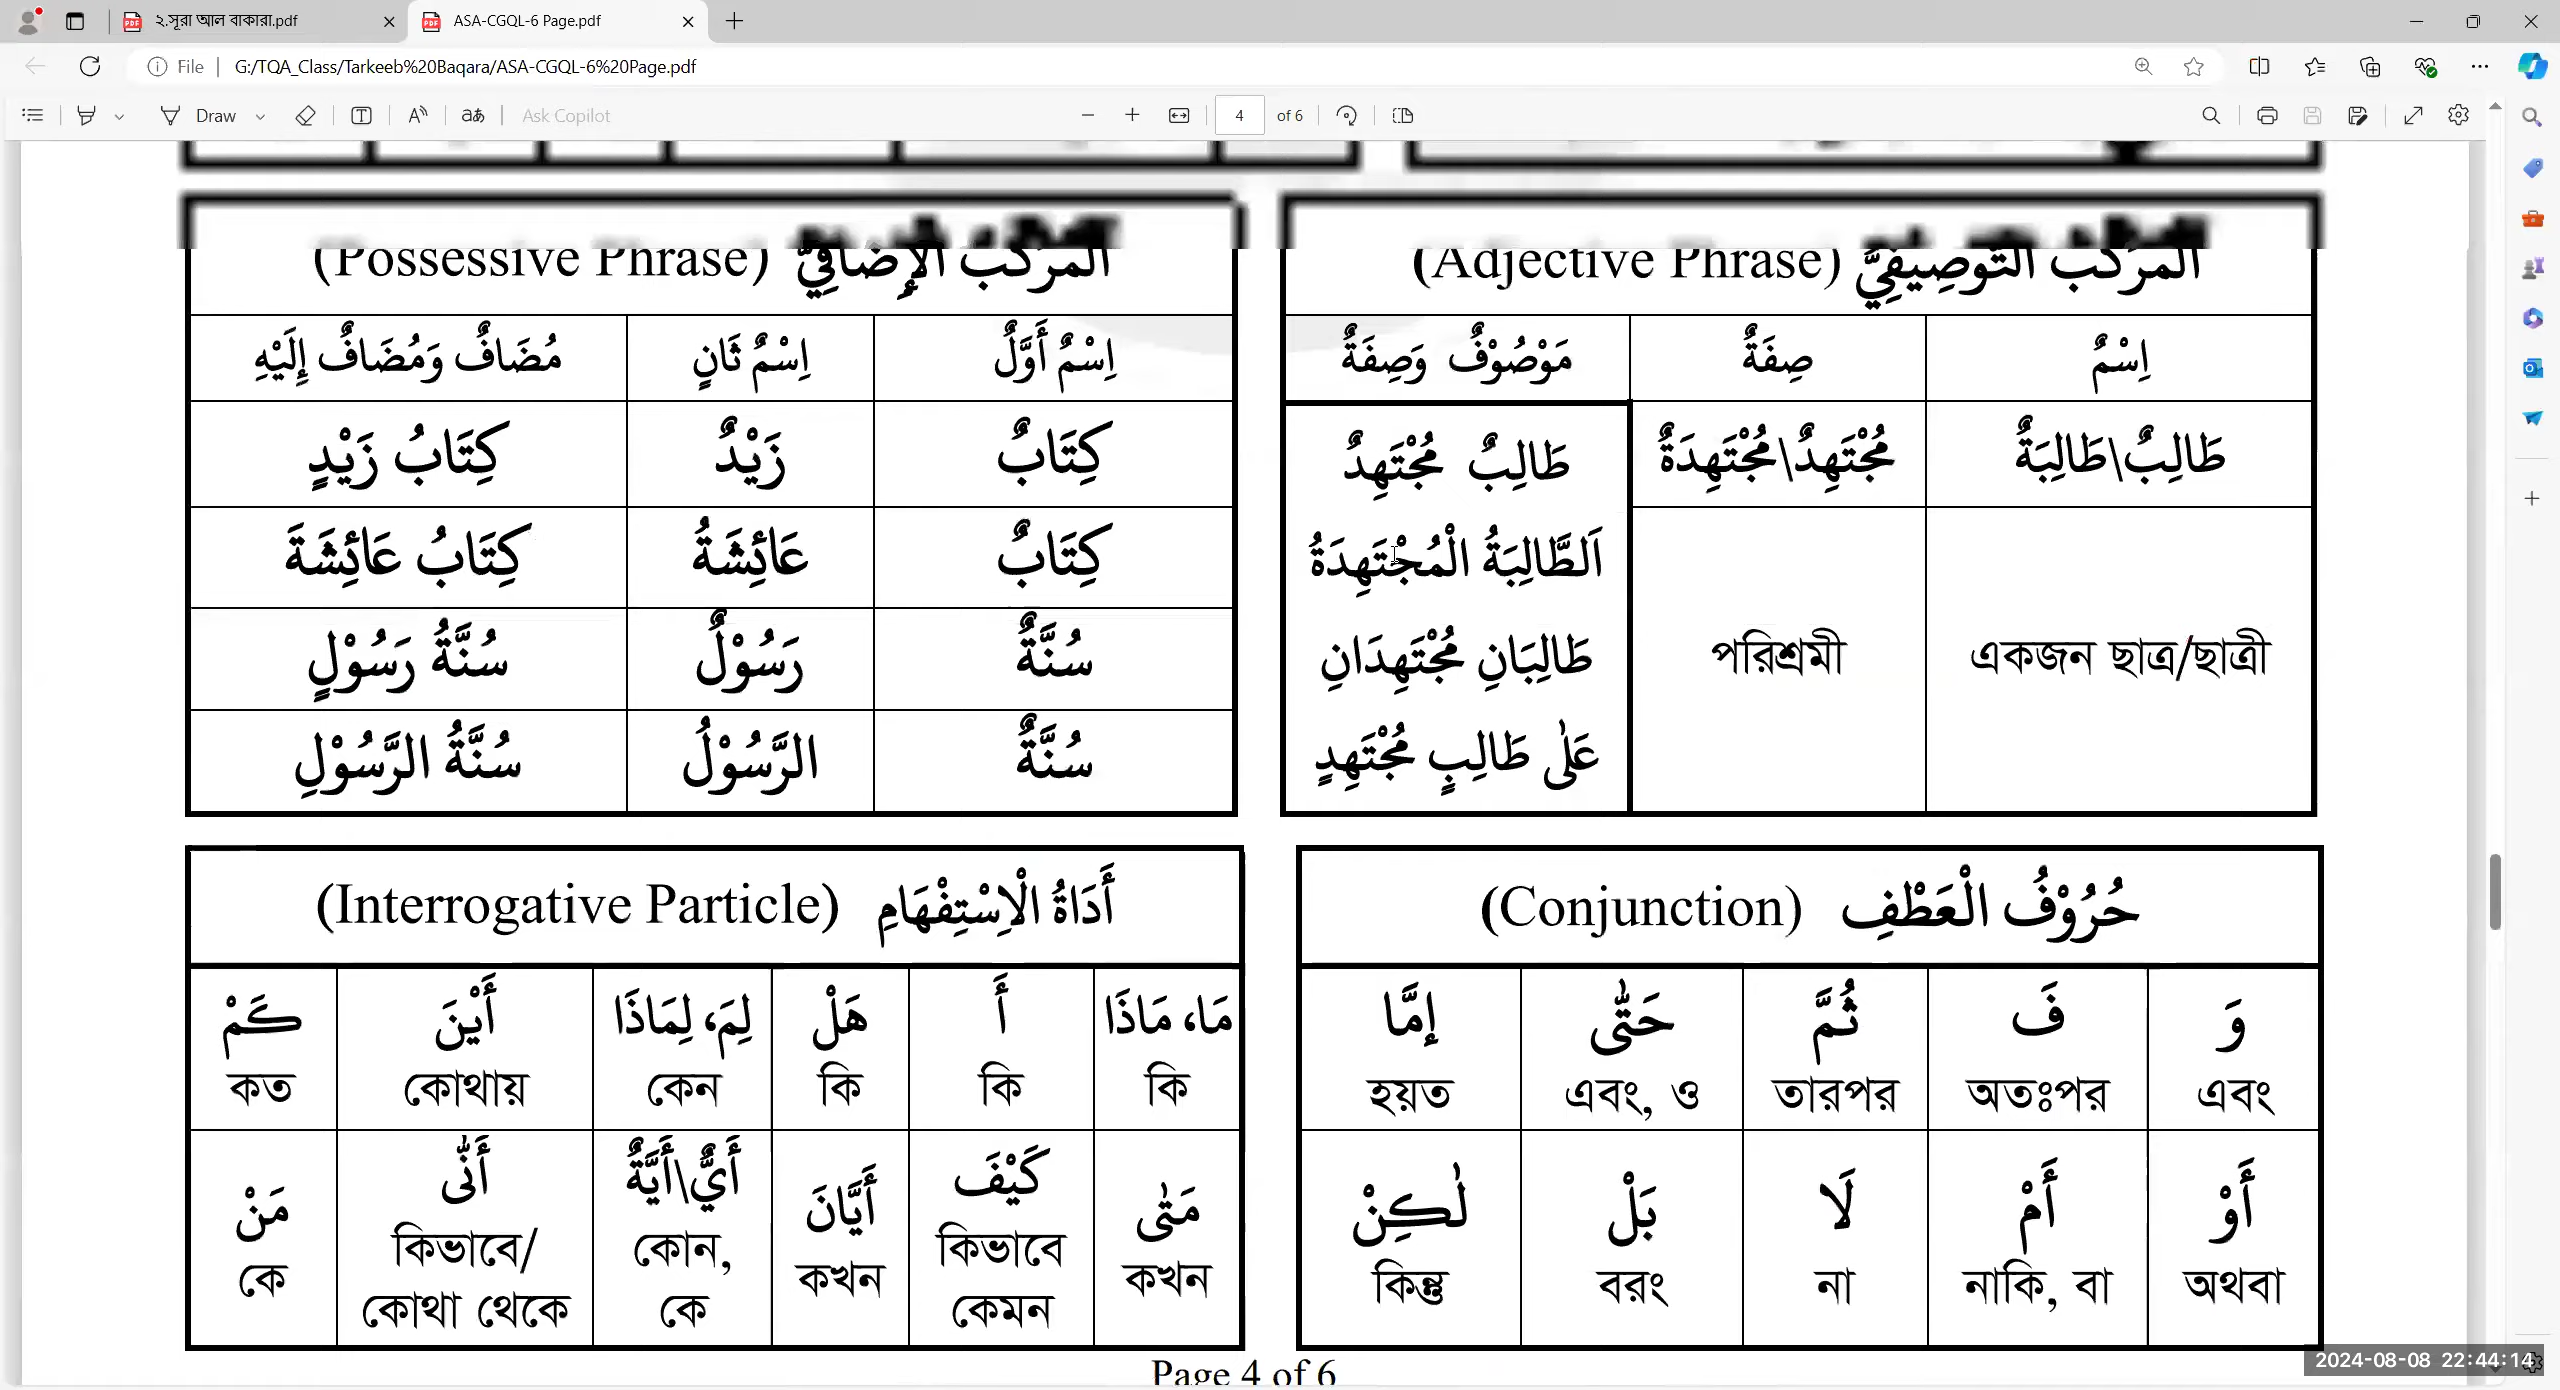 ২.সূরা আল বাকারা.pdf
ASA-CGQL-6 Page.pdf
File
G:/TQA_Class/Tarkeeb%20Baqara/ASA-CGQL-6%20Page.pdf
Draw
Ask Copilot
4 of 6
اَلْمُرَكَّبُ التَّوْصِيفِيُّ (Adjective Phrase)
اِسْمٌ
صِفَةٌ
مَوْصُوْفٌ وَصِفَةٌ
طَالِبٌ\طَالِبَةٌ
مُجْتَهِدٌ\مُجْتَهِدَةٌ
طَالِبٌ مُجْتَهِدٌ
اَلطَّالِبَةُ الْمُجْتَهِدَةُ
একজন ছাত্র/ছাত্রী
পরিশ্রমী
طَالِبَانِ مُجْتَهِدَانِ
عَلٰى طَالِبٍ مُجْتَهِدٍ
اَلْمُرَكَّبُ الْإِضَافِيُّ (Possessive Phrase)
اِسْمٌ أَوَّلٌ
اِسْمٌ ثَانٍ
مُضَافٌ وَمُضَافٌ إِلَيْهِ
كِتَابٌ
زَيْدٌ
كِتَابُ زَيْدٍ
كِتَابٌ
عَائِشَةُ
كِتَابُ عَائِشَةَ
سُنَّةٌ
رَسُوْلٌ
سُنَّةُ رَسُوْلٍ
سُنَّةٌ
الرَّسُوْلُ
سُنَّةُ الرَّسُوْلِ
حُرُوْفُ الْعَطْفِ (Conjunction)
وَ
فَ
ثُمَّ
حَتّٰى
إِمَّا
এবং
অতঃপর
তারপর
এবং, ও
হয়ত
أَوْ
أَمْ
لَا
بَلْ
لٰكِنْ
অথবা
নাকি, বা
না
বরং
কিন্তু
أَدَاةُ الْاِسْتِفْهَامِ (Interrogative Particle)
مَا، مَاذَا
أَ
هَلْ
لِمَ، لِمَاذَا
أَيْنَ
كَمْ
কি
কি
কি
কেন
কোথায়
কত
مَتٰى
كَيْفَ
أَيَّانَ
أَيٌّ\أَيَّةٌ
أَنّٰى
مَنْ
কখন
কিভাবে
কেমন
কখন
কোন,
কে
কিভাবে/
কোথা থেকে
কে
Page 4 of 6
2024-08-08 22:44:14